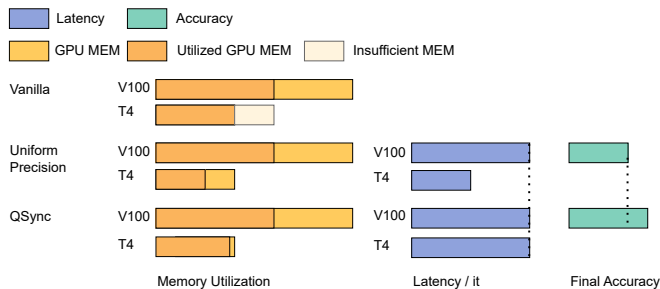 Latency Accuracy
GPU MEM Utilized GPU MEM Insufficient MEM
Vanilla V100
T4
Uniform Precision V100 V100
T4 T4
QSync V100 V100
T4 T4
Memory Utilization Latency / it Final Accuracy